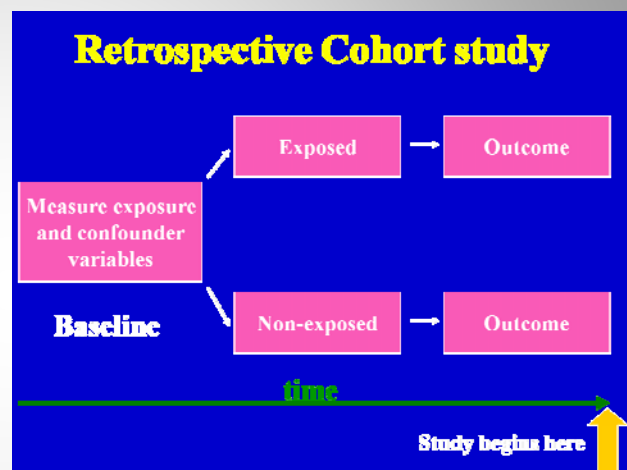 Retrospective Cohort study
Exposed
Outcome
Measure exposure
and confounder
variables
Baseline
Non-exposed
Outcome
time
Study begins here